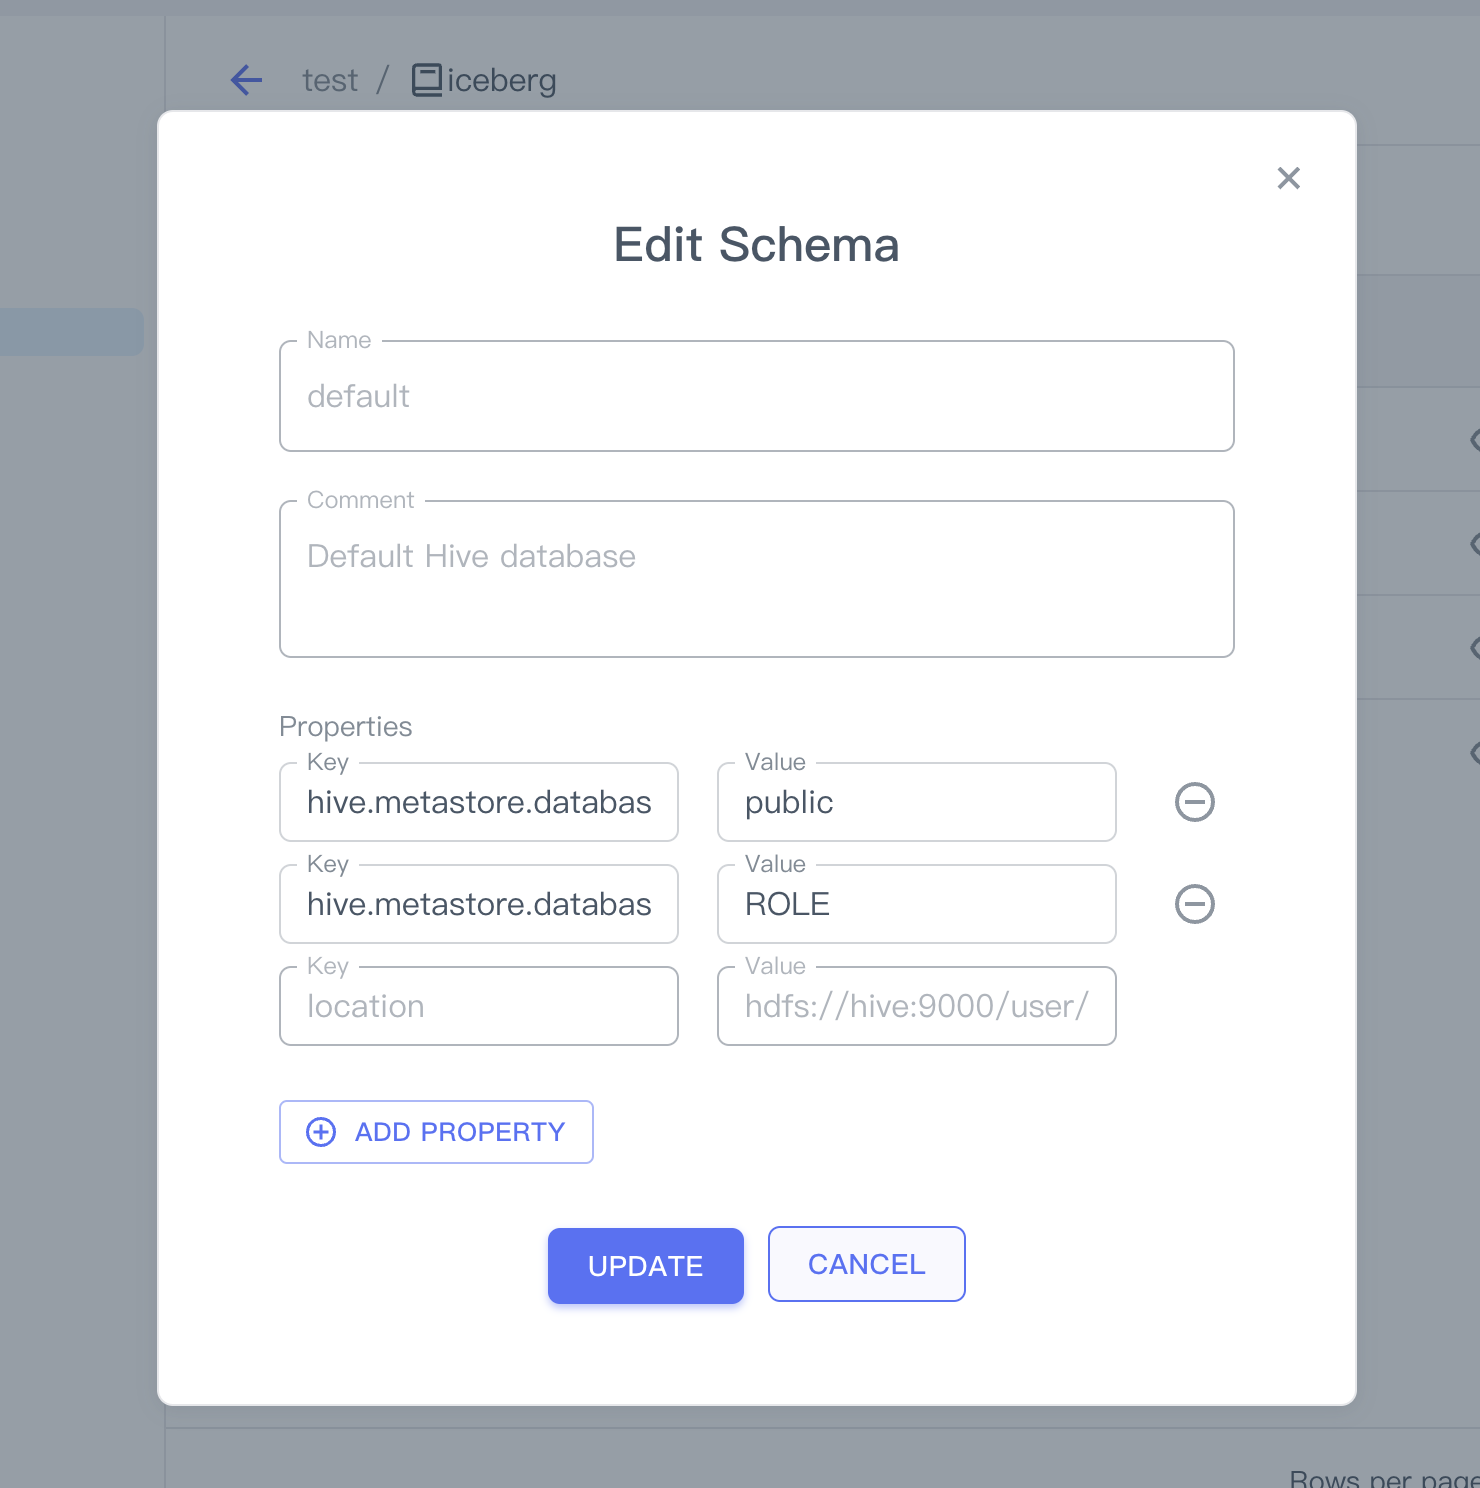 test / iceberg
Edit Schema
Name
default
Comment
Default Hive database
Properties
Key
Value
hive.metastore.databas
public
Key
Value
hive.metastore.databas
ROLE
Key
Value
location
hdfs://hive:9000/user/
ADD PROPERTY
UPDATE
CANCEL
Rows per page